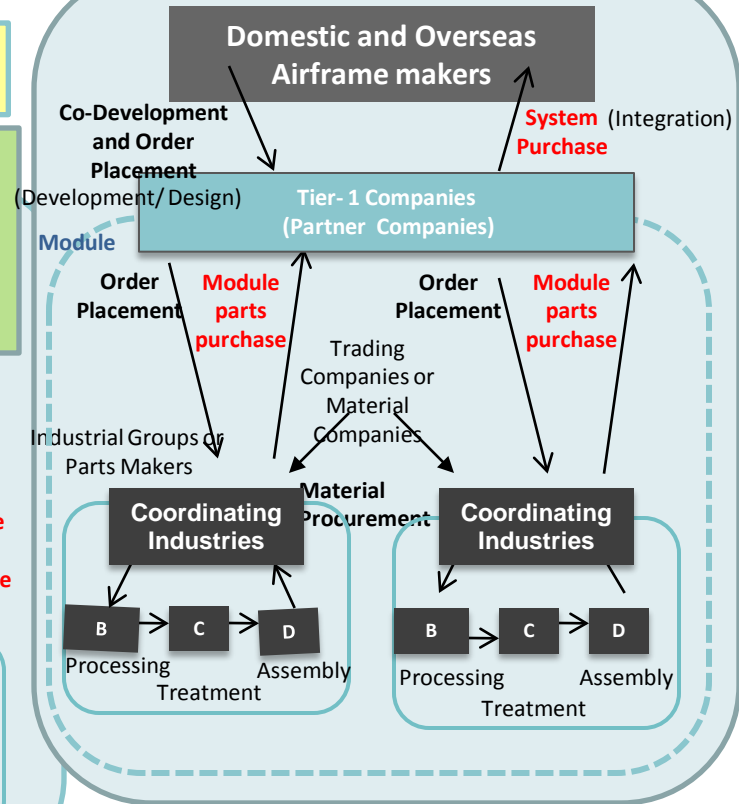 Domestic and Overseas
Airframe makers
Co-Development
and Order
Placement
(Development/ Design)
System (Integration)
Purchase
Tier- 1 Companies
(Partner Companies)
Module
Order
Placement
Module
parts
purchase
Order
Placement
Module
parts
purchase
Trading
Companies or
Material
Companies
Industrial Groups or
Parts Makers
Material
Procurement
Coordinating
Industries
Coordinating
Industries
B
C
D
Processing
Treatment
Assembly
B
C
D
Processing
Treatment
Assembly
e
e